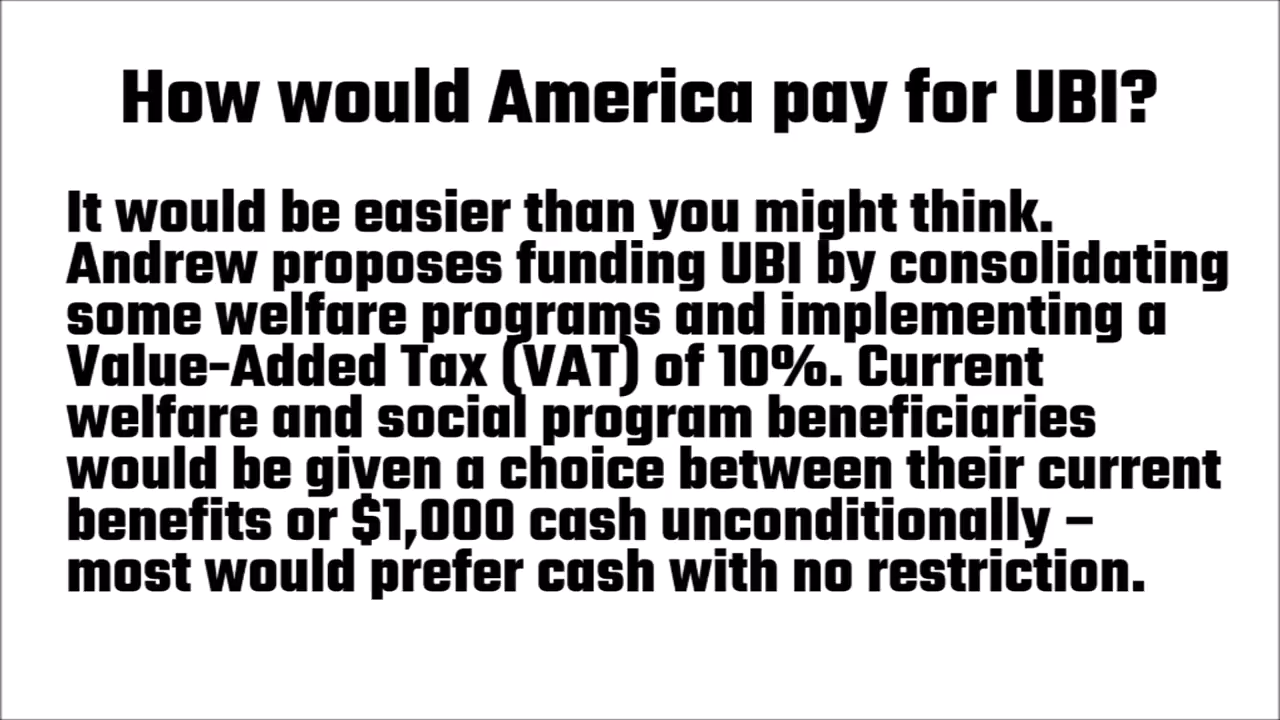 How would America pay for UBI?
It would be easier than you might think.
Andrew proposes funding UBI by consolidating
some welfare programs and implementing a
Value-Added Tax (VAT) of 10%. Current
welfare and social program beneficiaries
would be given a choice between their current
benefits or $1,000 cash unconditionally –
most would prefer cash with no restriction.